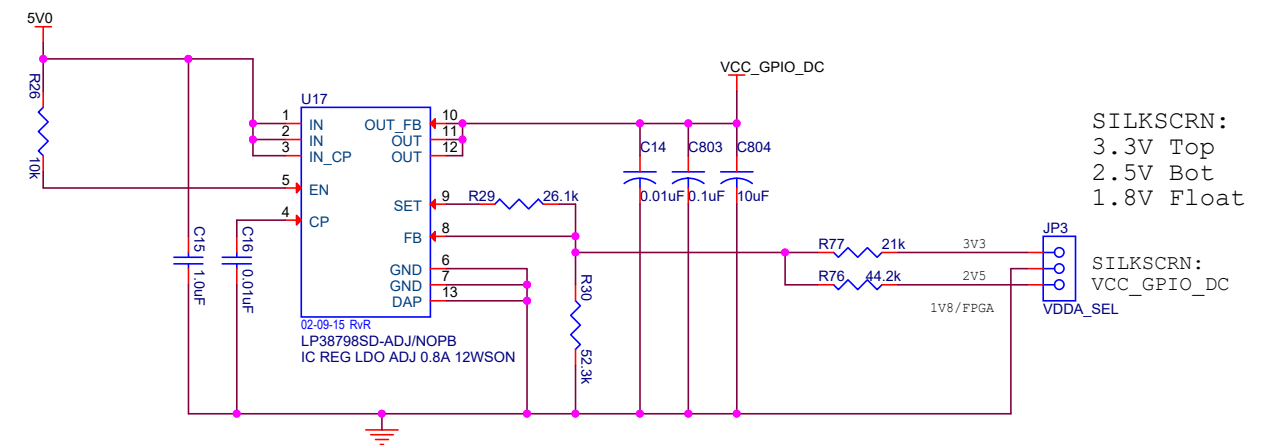 5V0
R26
10k
C15
1.0uF
C16
0.01uF
U17
1 IN OUT_FB 10
2 IN OUT 11
3 IN_CP OUT 12
5 EN
4 CP
SET 9
FB 8
GND 6
GND 7
DAP 13
02-09-15 RvR
LP38798SD-ADJ/NOPB
IC REG LDO ADJ 0.8A 12WSON
R29 26.1k
R30
52.3k
VCC_GPIO_DC
C14
0.01uF
C803
0.1uF
C804
10uF
R77 21k
3V3
R76 44.2k
2V5
1V8/FPGA
JP3
VDDA_SEL
SILKSCRN:
3.3V Top
2.5V Bot
1.8V Float
SILKSCRN:
VCC_GPIO_DC